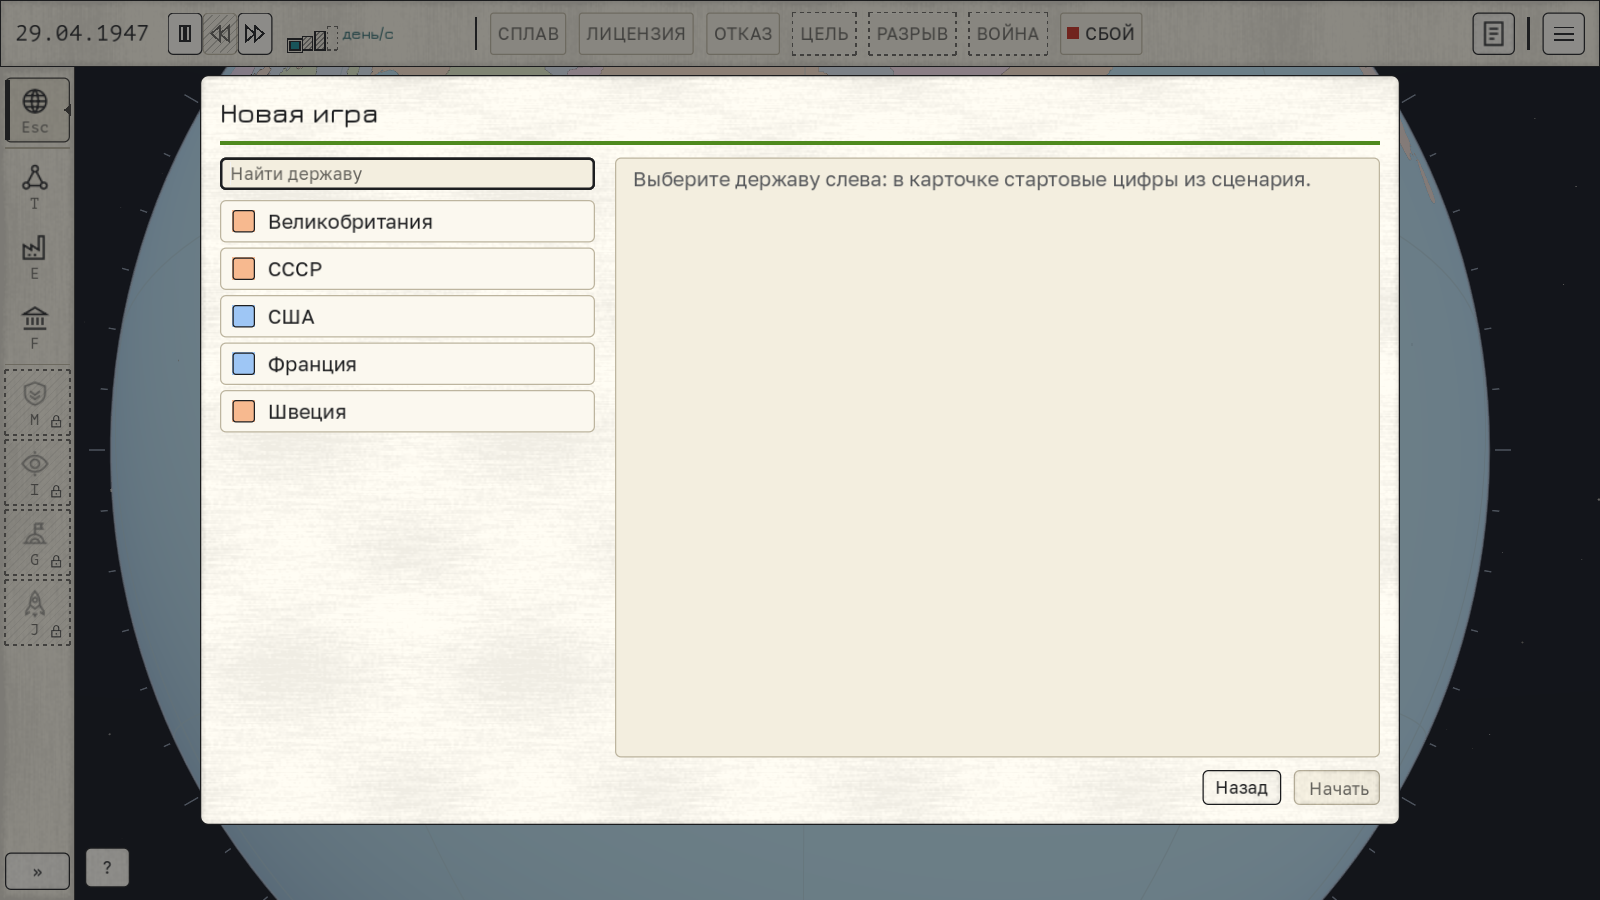 29.04.1947
день/с
СПЛАВ
ЛИЦЕНЗИЯ
ОТКАЗ
ЦЕЛЬ
РАЗРЫВ
ВОЙНА
СБОЙ
Esc
T
E
F
M
I
G
J
»
?
Новая игра
Найти державу
Великобритания
СССР
США
Франция
Швеция
Выберите державу слева: в карточке стартовые цифры из сценария.
Назад
Начать